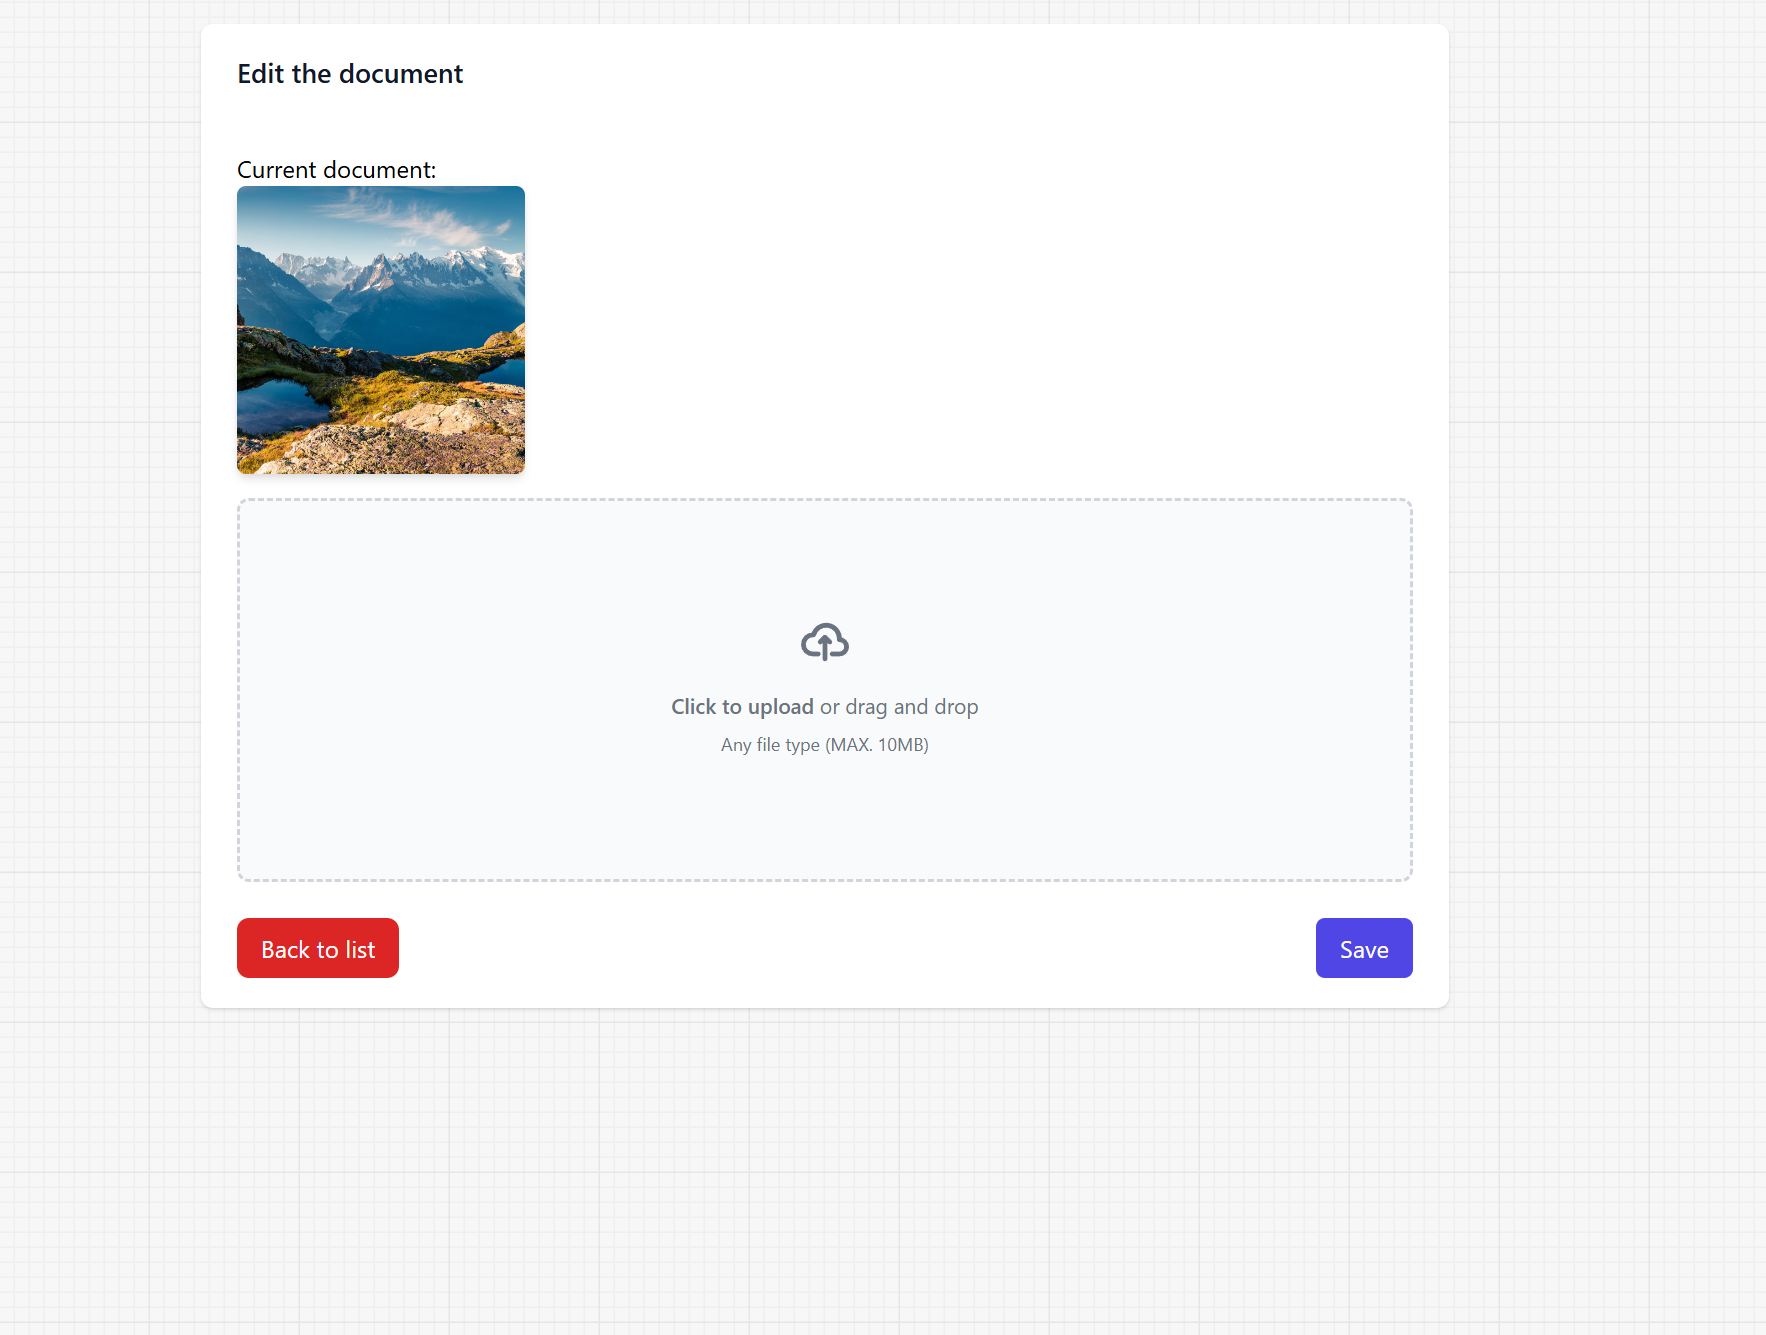 Edit the document
Current document:
Click to upload or drag and drop
Any file type (MAX. 10MB)
Back to list
Save